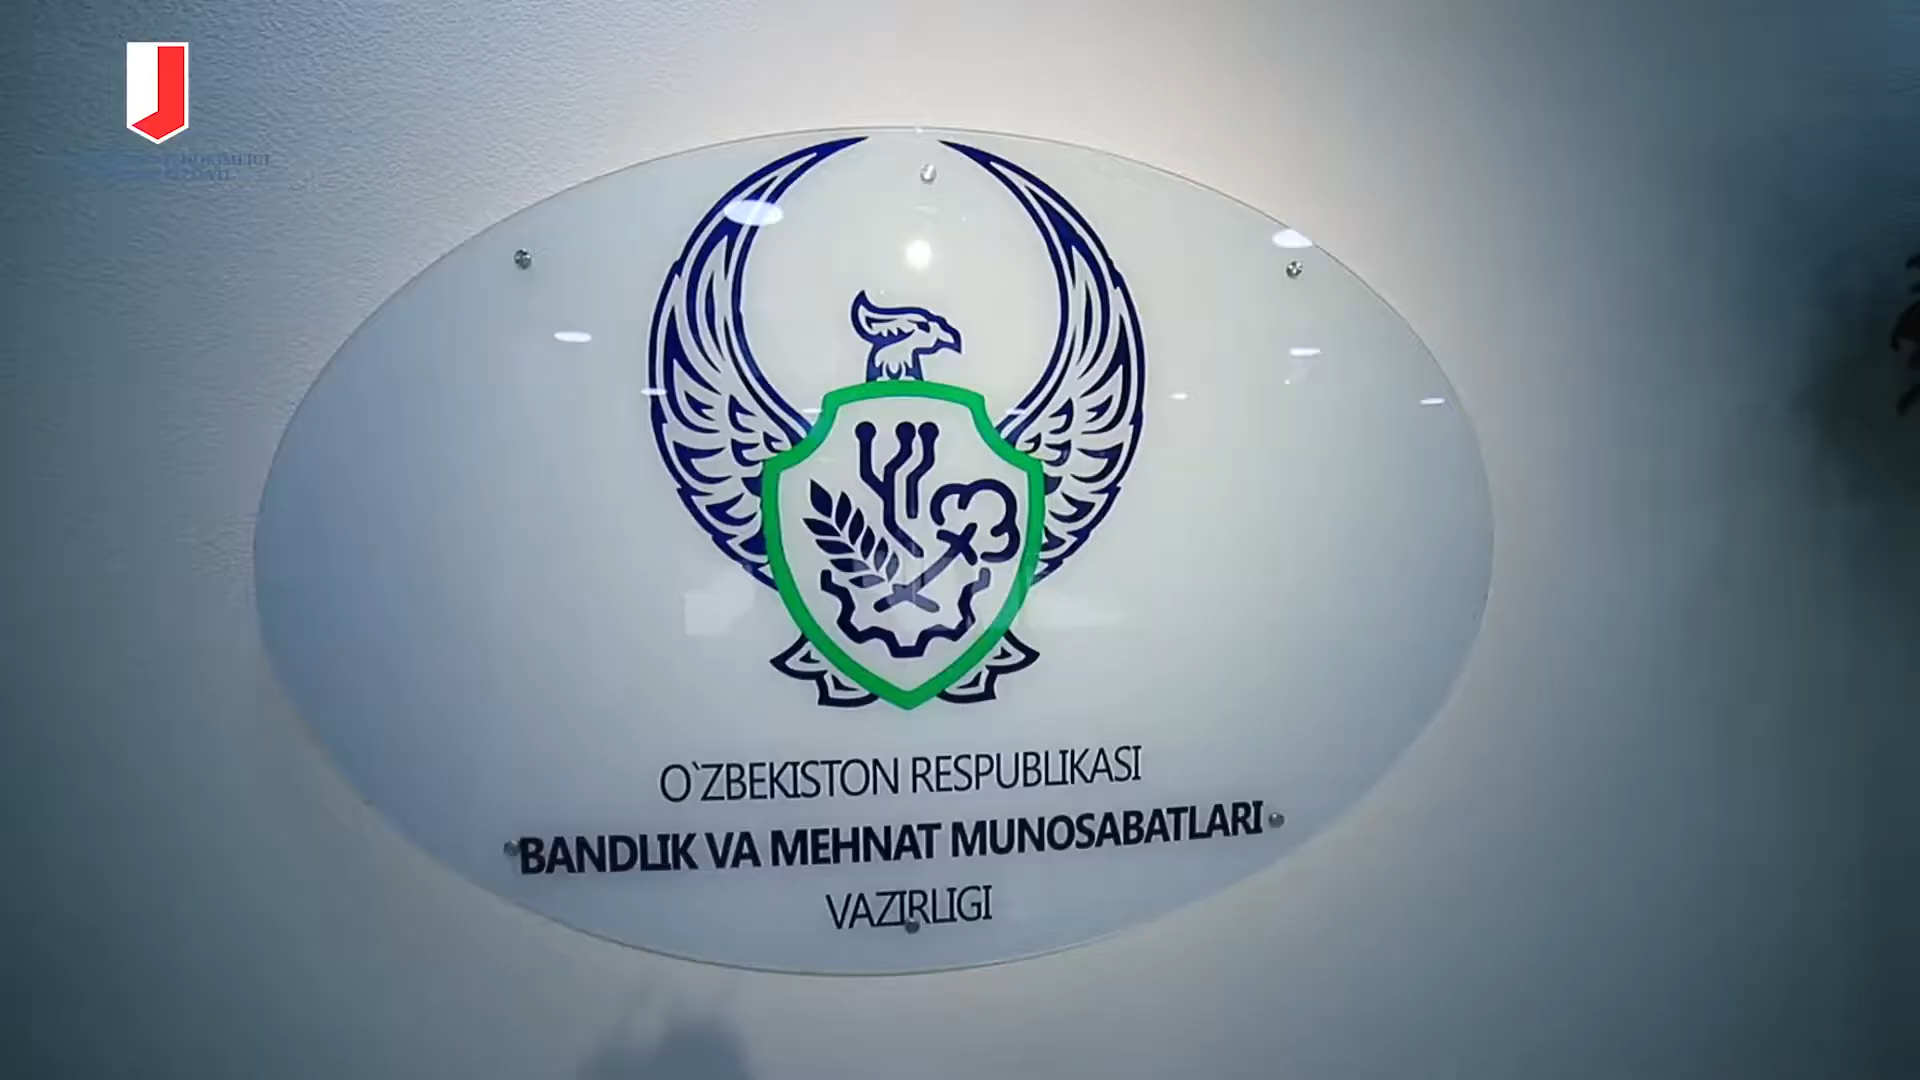 O`ZBEKISTON RESPUBLIKASI
BANDLIK VA MEHNAT MUNOSABATLARI
VAZIRLIGI